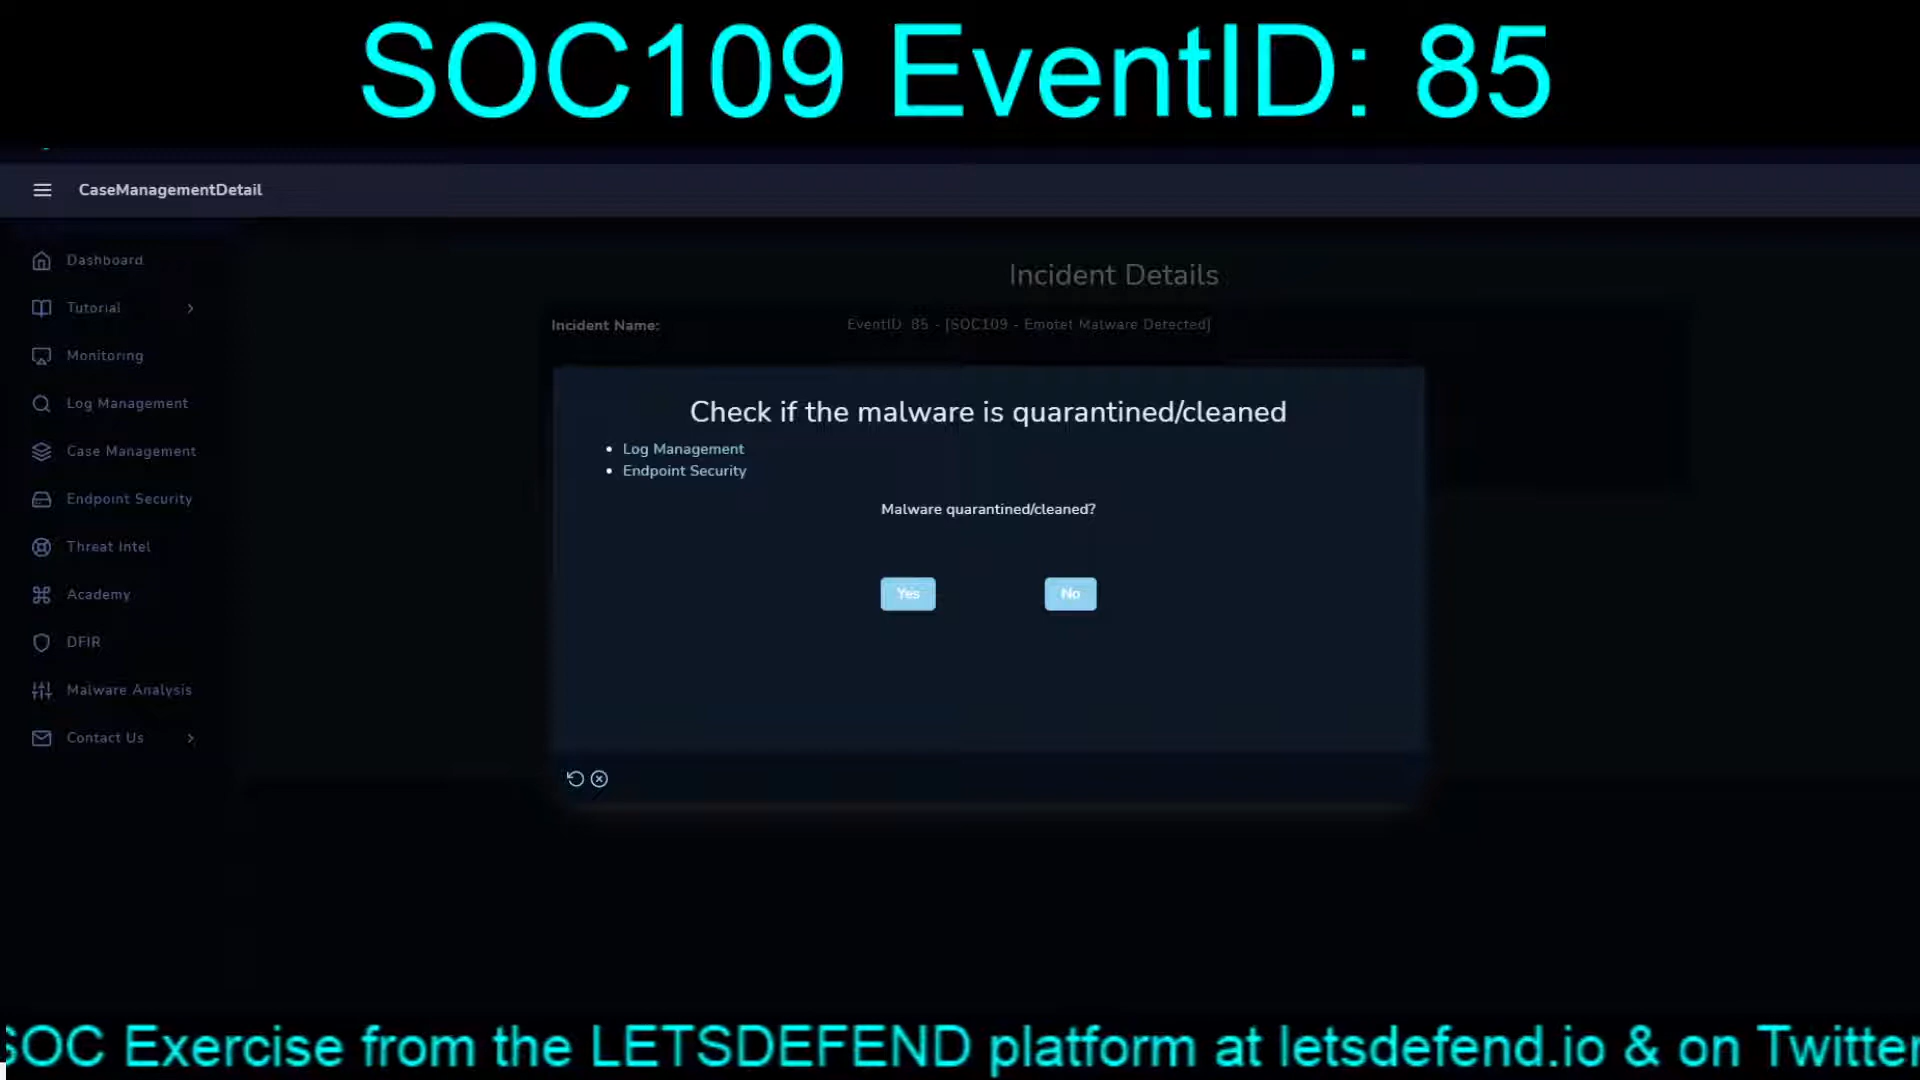 SOC109 EventID: 85
CaseManagementDetail
Dashboard
Tutorial
Monitoring
Log Management
Case Management
Endpoint Security
Threat Intel
Academy
DFIR
Malware Analysis
Contact Us
Incident Details
Incident Name:
EventID: 85 - [SOC109 - Emotet Malware Detected]
Check if the malware is quarantined/cleaned
Log Management
Endpoint Security
Malware quarantined/cleaned?
Yes
No
SOC Exercise from the LETSDEFEND platform at letsdefend.io & on Twitter